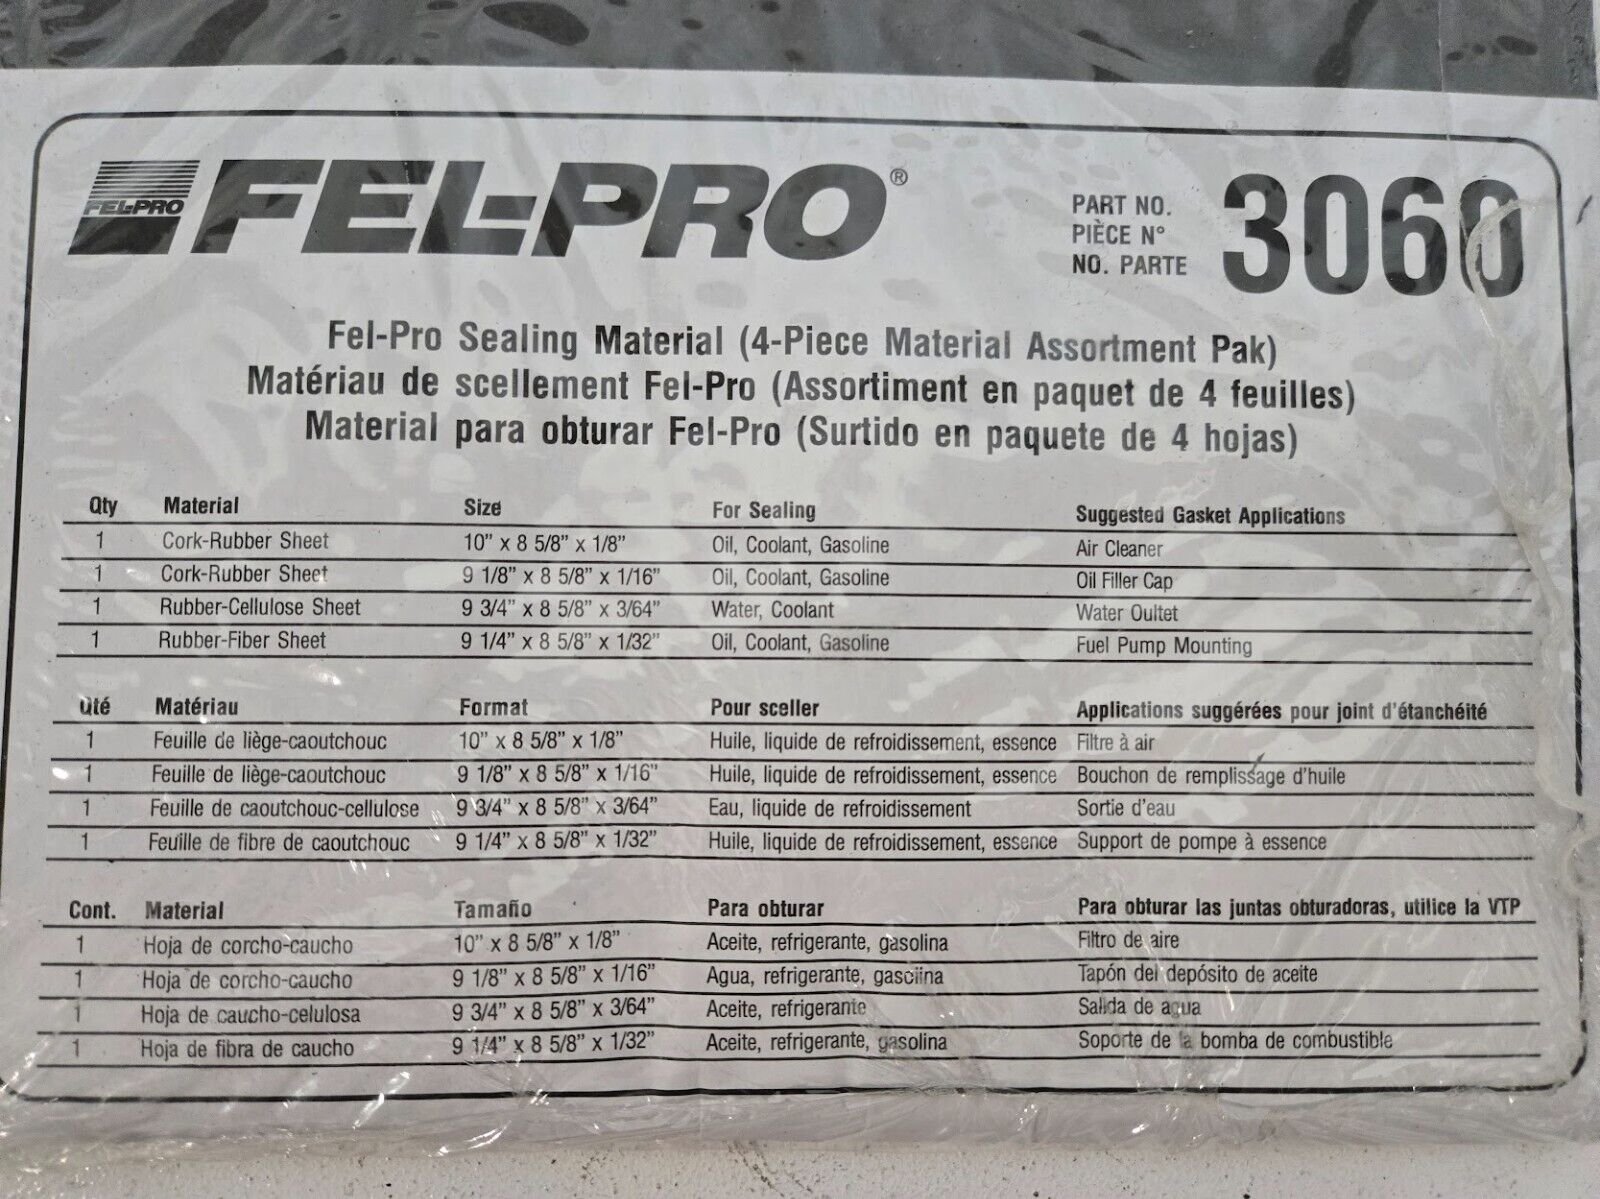 FEL-PRO FEL-PRO®
PART NO.
PIÈCE N°
NO. PARTE
3060
Fel-Pro Sealing Material (4-Piece Material Assortment Pak)
Matériau de scellement Fel-Pro (Assortiment en paquet de 4 feuilles)
Material para obturar Fel-Pro (Surtido en paquete de 4 hojas)
Qty Material Size For Sealing Suggested Gasket Applications
1 Cork-Rubber Sheet 10" x 8 5/8" x 1/8" Oil, Coolant, Gasoline Air Cleaner
1 Cork-Rubber Sheet 9 1/8" x 8 5/8" x 1/16" Oil, Coolant, Gasoline Oil Filler Cap
1 Rubber-Cellulose Sheet 9 3/4" x 8 5/8" x 3/64" Water, Coolant Water Oultet
1 Rubber-Fiber Sheet 9 1/4" x 8 5/8" x 1/32" Oil, Coolant, Gasoline Fuel Pump Mounting
Qté Matériau Format Pour sceller Applications suggérées pour joint d'étanchéité
1 Feuille de liège-caoutchouc 10" x 8 5/8" x 1/8" Huile, liquide de refroidissement, essence Filtre à air
1 Feuille de liège-caoutchouc 9 1/8" x 8 5/8" x 1/16" Huile, liquide de refroidissement, essence Bouchon de remplissage d'huile
1 Feuille de caoutchouc-cellulose 9 3/4" x 8 5/8" x 3/64" Eau, liquide de refroidissement Sortie d'eau
1 Feuille de fibre de caoutchouc 9 1/4" x 8 5/8" x 1/32" Huile, liquide de refroidissement, essence Support de pompe à essence
Cont. Material Tamaño Para obturar Para obturar las juntas obturadoras, utilice la VTP
1 Hoja de corcho-caucho 10" x 8 5/8" x 1/8" Aceite, refrigerante, gasolina Filtro de aire
1 Hoja de corcho-caucho 9 1/8" x 8 5/8" x 1/16" Agua, refrigerante, gasolina Tapón del depósito de aceite
1 Hoja de caucho-celulosa 9 3/4" x 8 5/8" x 3/64" Aceite, refrigerante Salida de agua
1 Hoja de fibra de caucho 9 1/4" x 8 5/8" x 1/32" Aceite, refrigerante, gasolina Soporte de la bomba de combustible